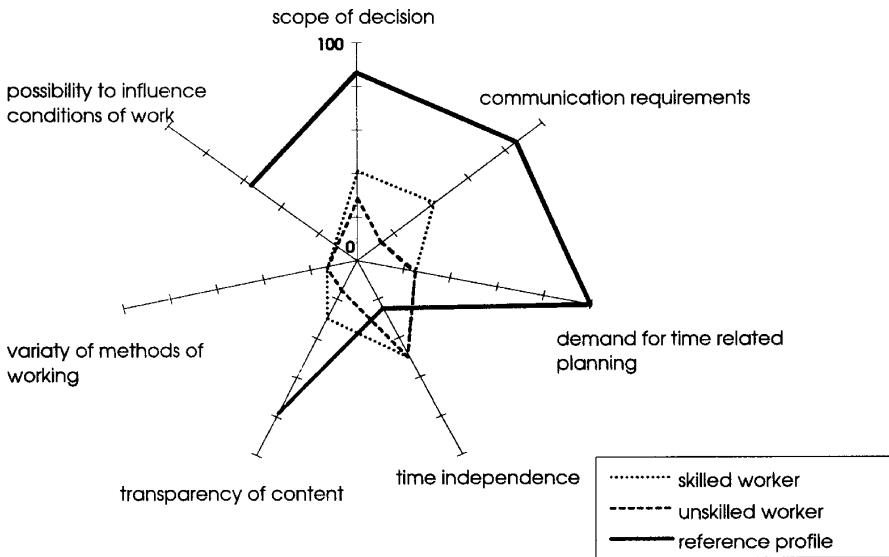 scope of decision
100
possibility to influence
conditions of work
communication requirements
0
variaty of methods of
working
demand for time related
planning
transparency of content
time independence
skilled worker
unskilled worker
reference profile